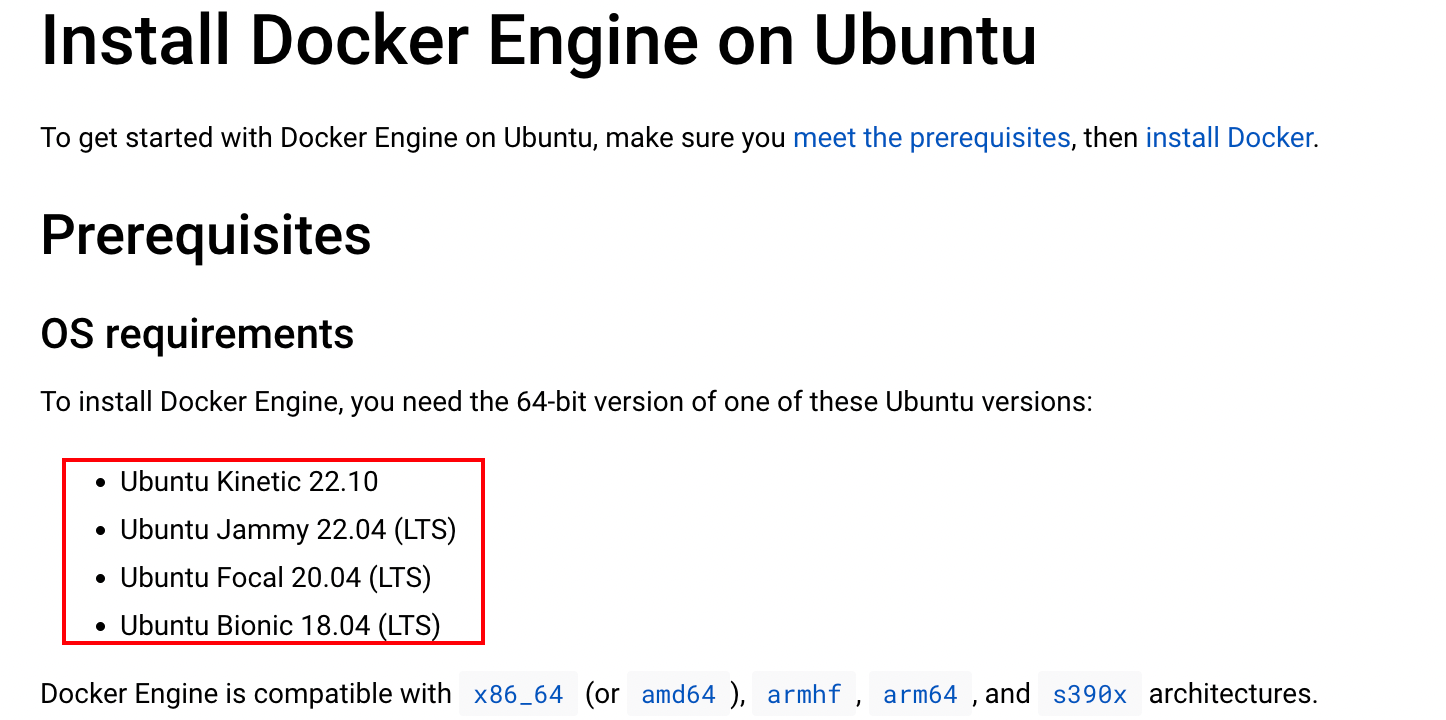 Install Docker Engine on Ubuntu
To get started with Docker Engine on Ubuntu, make sure you meet the prerequisites, then install Docker.
Prerequisites
OS requirements
To install Docker Engine, you need the 64-bit version of one of these Ubuntu versions:
• Ubuntu Kinetic 22.10
• Ubuntu Jammy 22.04 (LTS)
• Ubuntu Focal 20.04 (LTS)
• Ubuntu Bionic 18.04 (LTS)
Docker Engine is compatible with x86_64 (or amd64 ), armhf , arm64 , and s390x architectures.